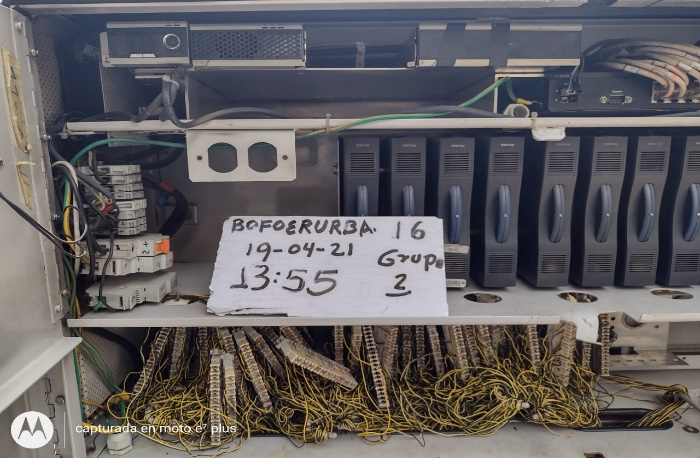 BOFOERURBA. 16
19-04-21 Grupo
13:55 2
capturada en moto e⁷ plus